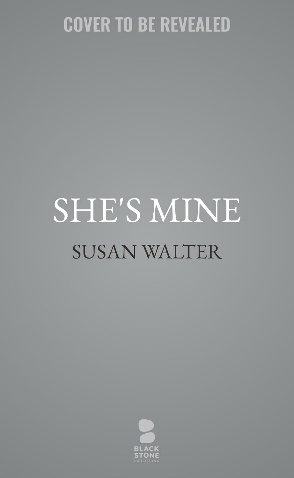 COVER TO BE REVEALED
SHE'S MINE
SUSAN WALTER
BLACK
STONE